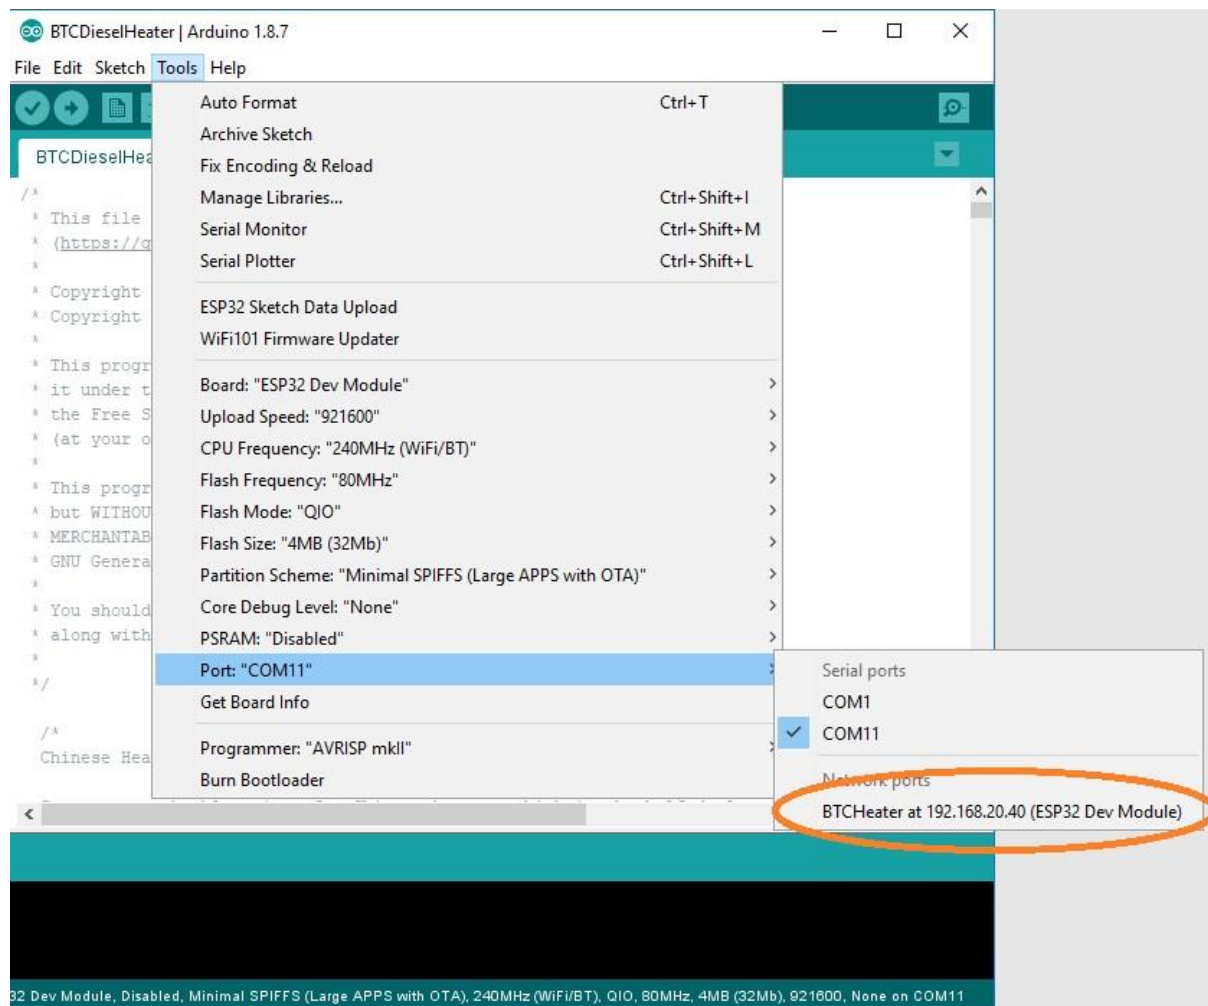 BTCDieselHeater | Arduino 1.8.7
File Edit Sketch Tools Help
BTCDieselHea
Auto Format Ctrl+T
Archive Sketch
Fix Encoding & Reload
Manage Libraries... Ctrl+Shift+I
Serial Monitor Ctrl+Shift+M
Serial Plotter Ctrl+Shift+L
ESP32 Sketch Data Upload
WiFi101 Firmware Updater
Board: "ESP32 Dev Module"
Upload Speed: "921600"
CPU Frequency: "240MHz (WiFi/BT)"
Flash Frequency: "80MHz"
Flash Mode: "QIO"
Flash Size: "4MB (32Mb)"
Partition Scheme: "Minimal SPIFFS (Large APPS with OTA)"
Core Debug Level: "None"
PSRAM: "Disabled"
Port: "COM11"
Get Board Info
Programmer: "AVRISP mkII"
Burn Bootloader
Serial ports
COM1
COM11
Network ports
BTCHeater at 192.168.20.40 (ESP32 Dev Module)
/*
* This file
* (https://g
*
* Copyright
* Copyright
*
* This progr
* it under t
* the Free S
* (at your o
*
* This progr
* but WITHOU
* MERCHANTAB
* GNU Genera
*
* You should
* along with
*
*/
/*
Chinese Hea
32 Dev Module, Disabled, Minimal SPIFFS (Large APPS with OTA), 240MHz (WiFi/BT), QIO, 80MHz, 4MB (32Mb), 921600, None on COM11